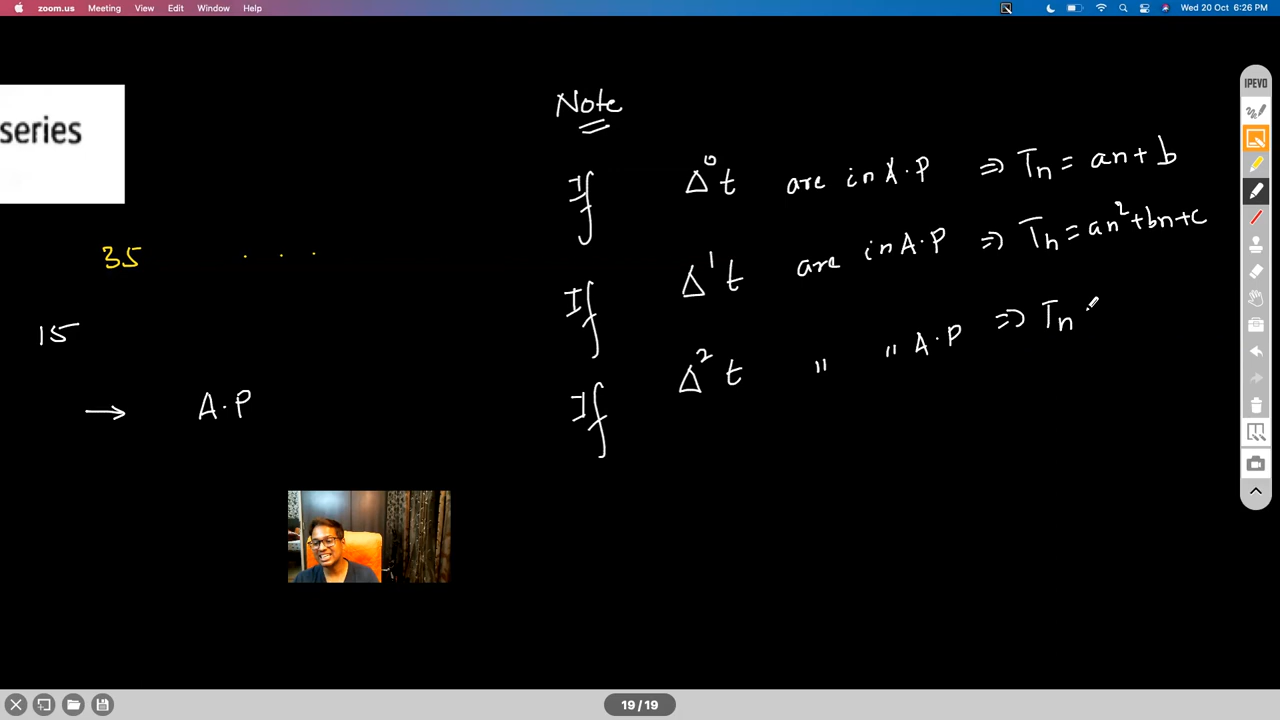 zoom.us Meeting View Edit Window Help Wed 20 Oct 6:26 PM
IPEVO
Note
series
If Δ⁰t are in A.P ⇒ Tn = an + b
35 . . .
If Δ¹t are in A.P ⇒ Tn = an² + bn + c
15
If Δ²t " " A.P ⇒ Tn
→ A.P
19 / 19